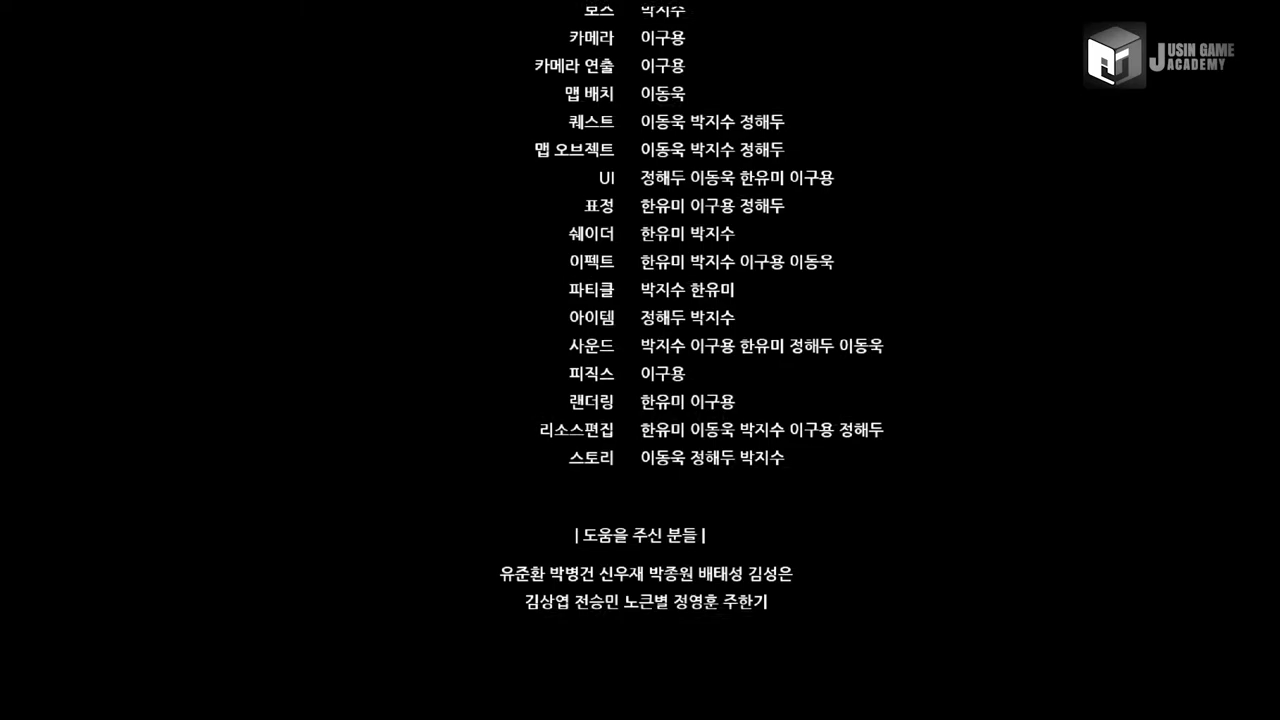 보스 박지수
카메라 이구용
카메라 연출 이구용
맵 배치 이동욱
퀘스트 이동욱 박지수 정해두
맵 오브젝트 이동욱 박지수 정해두
UI 정해두 이동욱 한유미 이구용
표정 한유미 이구용 정해두
쉐이더 한유미 박지수
이펙트 한유미 박지수 이구용 이동욱
파티클 박지수 한유미
아이템 정해두 박지수
사운드 박지수 이구용 한유미 정해두 이동욱
피직스 이구용
랜더링 한유미 이구용
리소스편집 한유미 이동욱 박지수 이구용 정해두
스토리 이동욱 정해두 박지수
| 도움을 주신 분들 |
유준환 박병건 신우재 박종원 배태성 김성은
김상엽 전승민 노큰별 정영훈 주한기
JUSIN GAME
ACADEMY